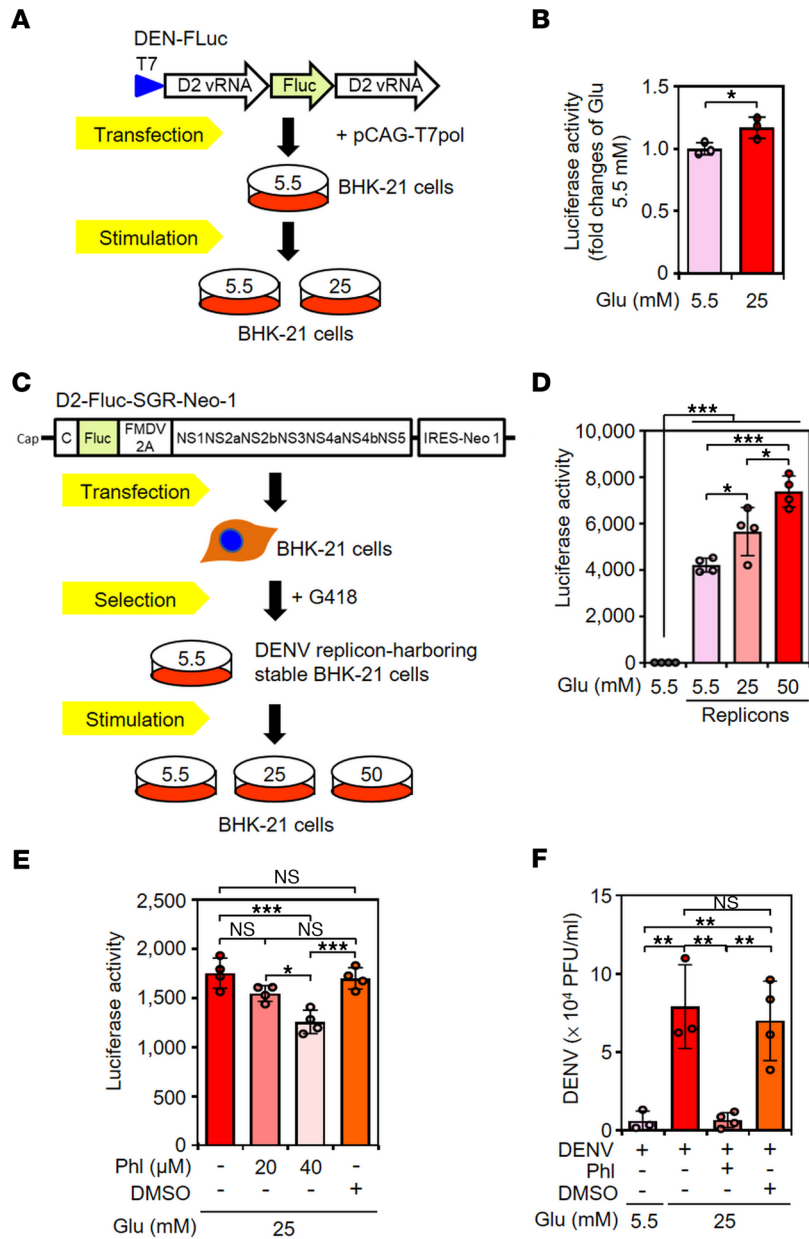 A
DEN-FLuc
T7
D2 vRNA
Fluc
D2 vRNA
Transfection
+ pCAG-T7pol
5.5
BHK-21 cells
Stimulation
5.5
25
BHK-21 cells
B
Luciferase activity
(fold changes of Glu
5.5 mM)
1.5
1.0
0.5
0
*
Glu (mM) 5.5 25
C
D2-Fluc-SGR-Neo-1
Cap
C
Fluc
FMDV
2A
NS1NS2aNS2bNS3NS4aNS4bNS5
IRES-Neo 1
Transfection
BHK-21 cells
Selection
+ G418
5.5
DENV replicon-harboring
stable BHK-21 cells
Stimulation
5.5
25
50
BHK-21 cells
D
Luciferase activity
10,000
8,000
6,000
4,000
2,000
0
***
***
*
*
Glu (mM) 5.5 5.5 25 50
Replicons
E
Luciferase activity
2,500
2,000
1,500
1,000
500
0
NS
***
NS
NS
***
*
Phl (µM) - 20 40 -
DMSO - - - +
Glu (mM) 25
F
DENV (× 10⁴ PFU/ml)
15
10
5
0
NS
**
** ** **
DENV + + + +
Phl - - + -
DMSO - - - +
Glu (mM) 5.5 25